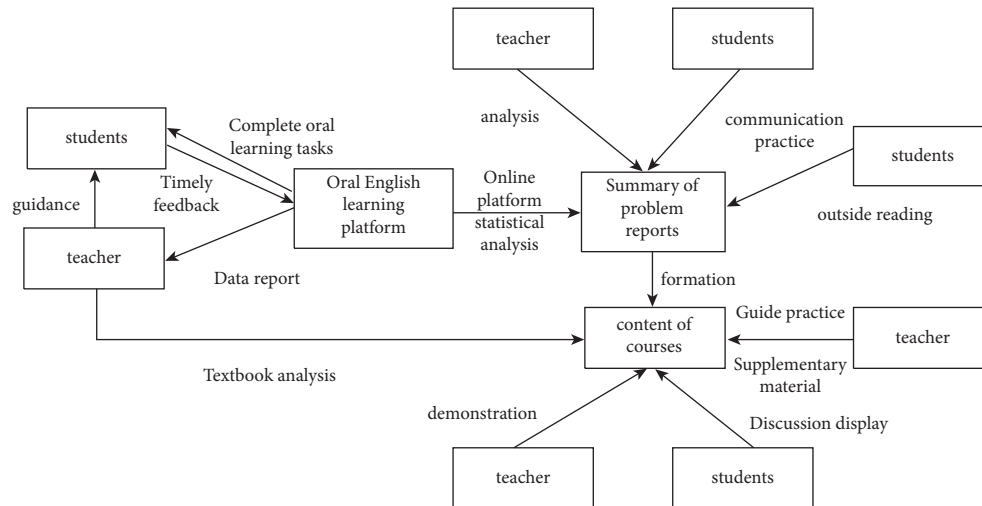 teacher
students
analysis
communication
practice
students
Complete oral
learning tasks
students
Timely
feedback
guidance
Oral English
learning
platform
Online
platform
statistical
analysis
Summary of
problem
reports
outside reading
teacher
Data report
formation
Guide practice
content of
courses
teacher
Supplementary
material
Textbook analysis
demonstration
Discussion display
teacher
students